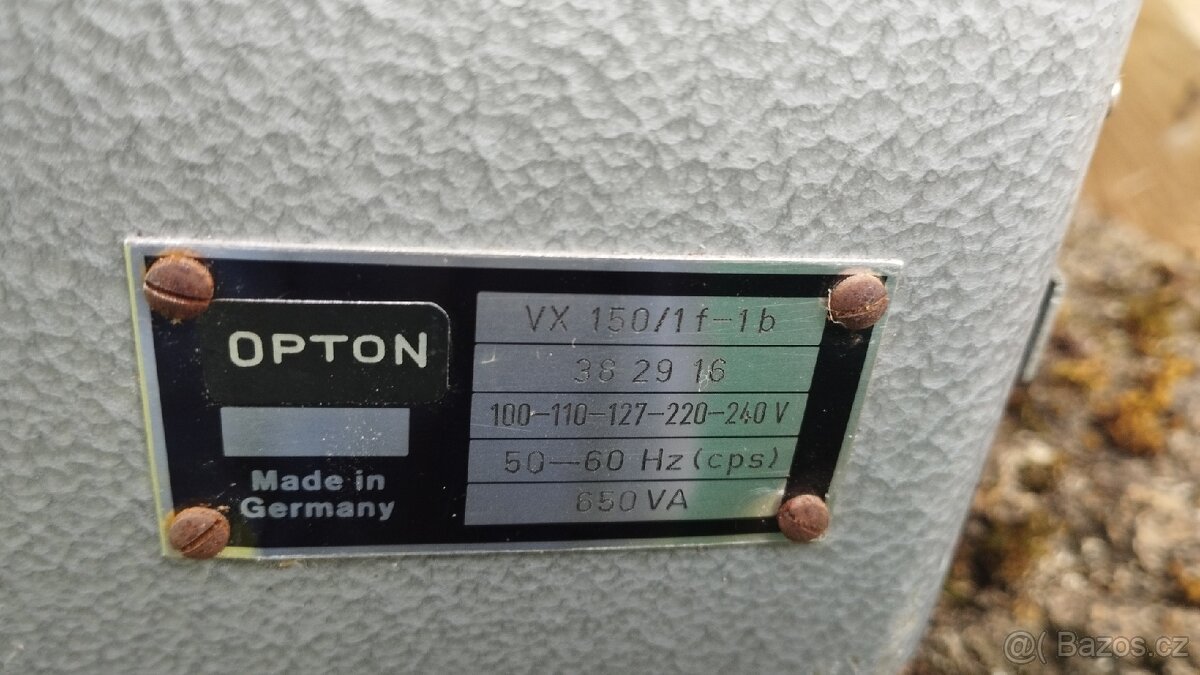 OPTON
Made in
Germany
VX 150/1f-1b
38 29 16
100-110-127-220-240 V
50-60 Hz (cps)
650 VA
@( Bazos.cz